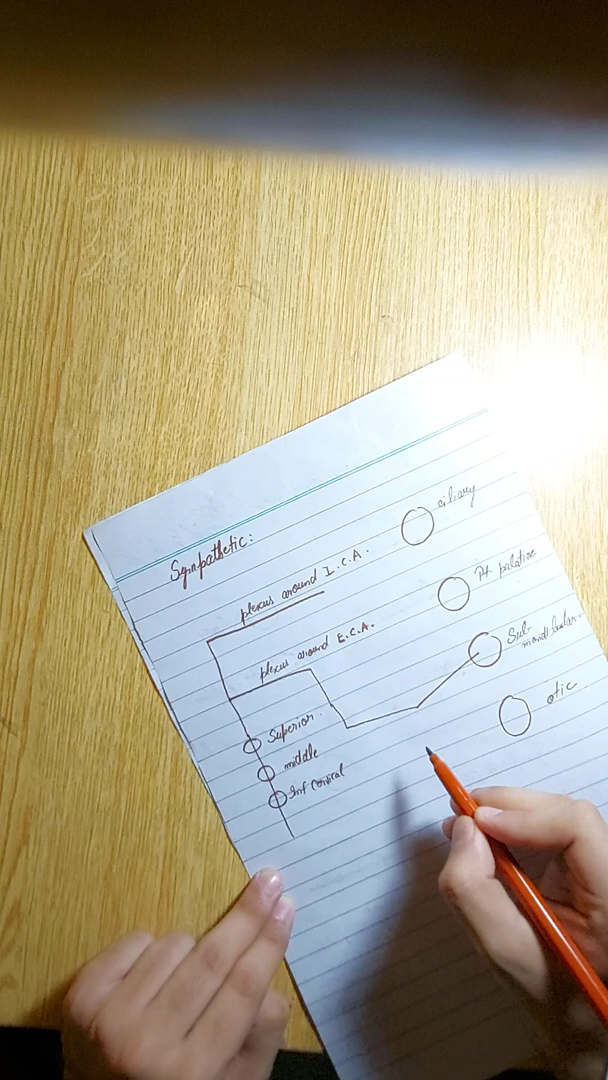 Sympathetic:
plexus around I.C.A.
plexus around E.C.A.
Superior.
middle
Inf cervical
ciliary
Pt. palatine
Sub-
mandibular
otic